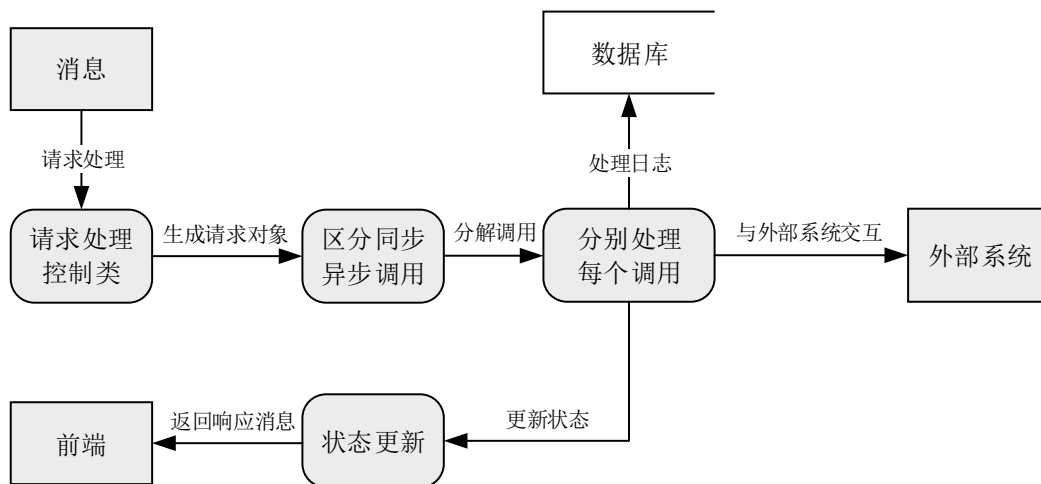 消息
数据库
请求处理
处理日志
请求处理
控制类
生成请求对象
区分同步
异步调用
分解调用
分别处理
每个调用
与外部系统交互
外部系统
前端
返回响应消息
状态更新
更新状态